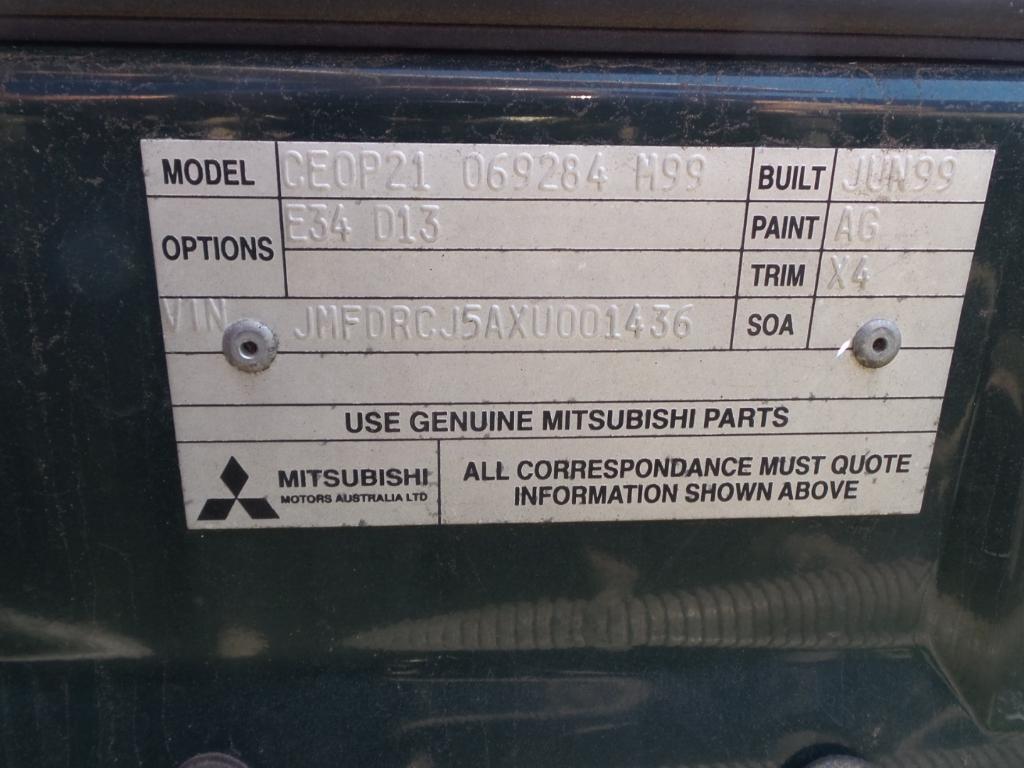 MODEL CEOP21 069284 M99 BUILT JUN99
OPTIONS E34 D13 PAINT AG
TRIM X4
VIN JMFDRCJ5AXU001436 SOA
USE GENUINE MITSUBISHI PARTS
MITSUBISHI
MOTORS AUSTRALIA LTD
ALL CORRESPONDANCE MUST QUOTE
INFORMATION SHOWN ABOVE